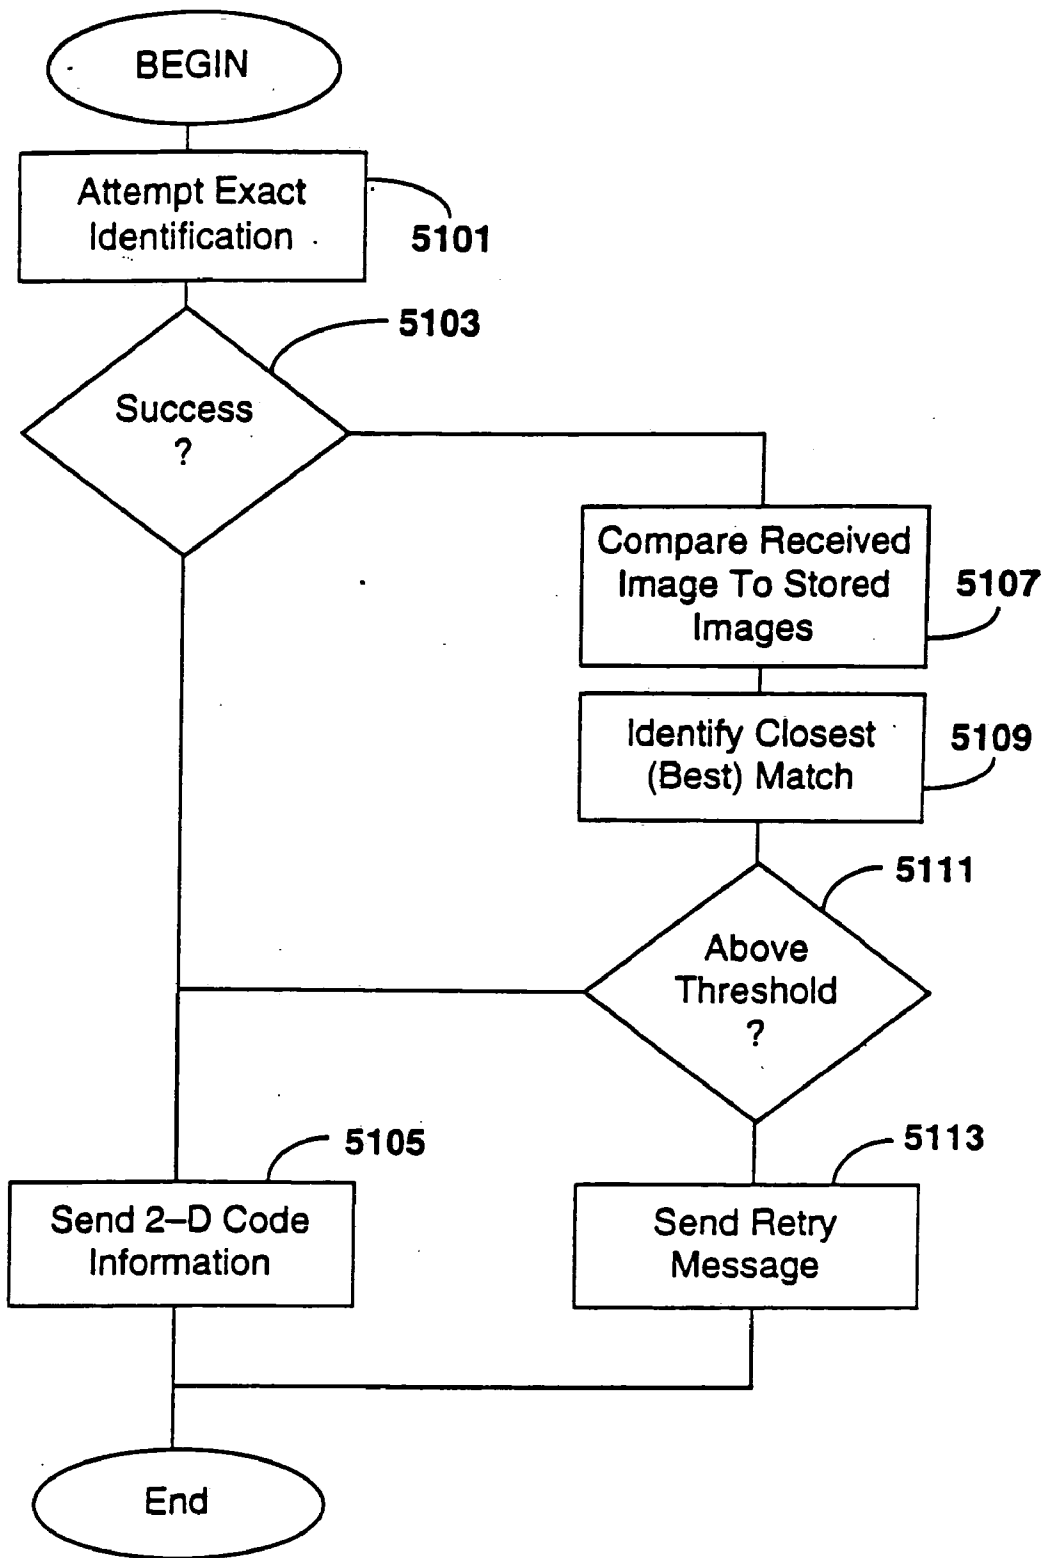 BEGIN
Attempt Exact
Identification
5101
5103
Success
?
Compare Received
Image To Stored
Images
5107
Identify Closest
(Best) Match
5109
5111
Above
Threshold
?
5105
Send 2–D Code
Information
5113
Send Retry
Message
End